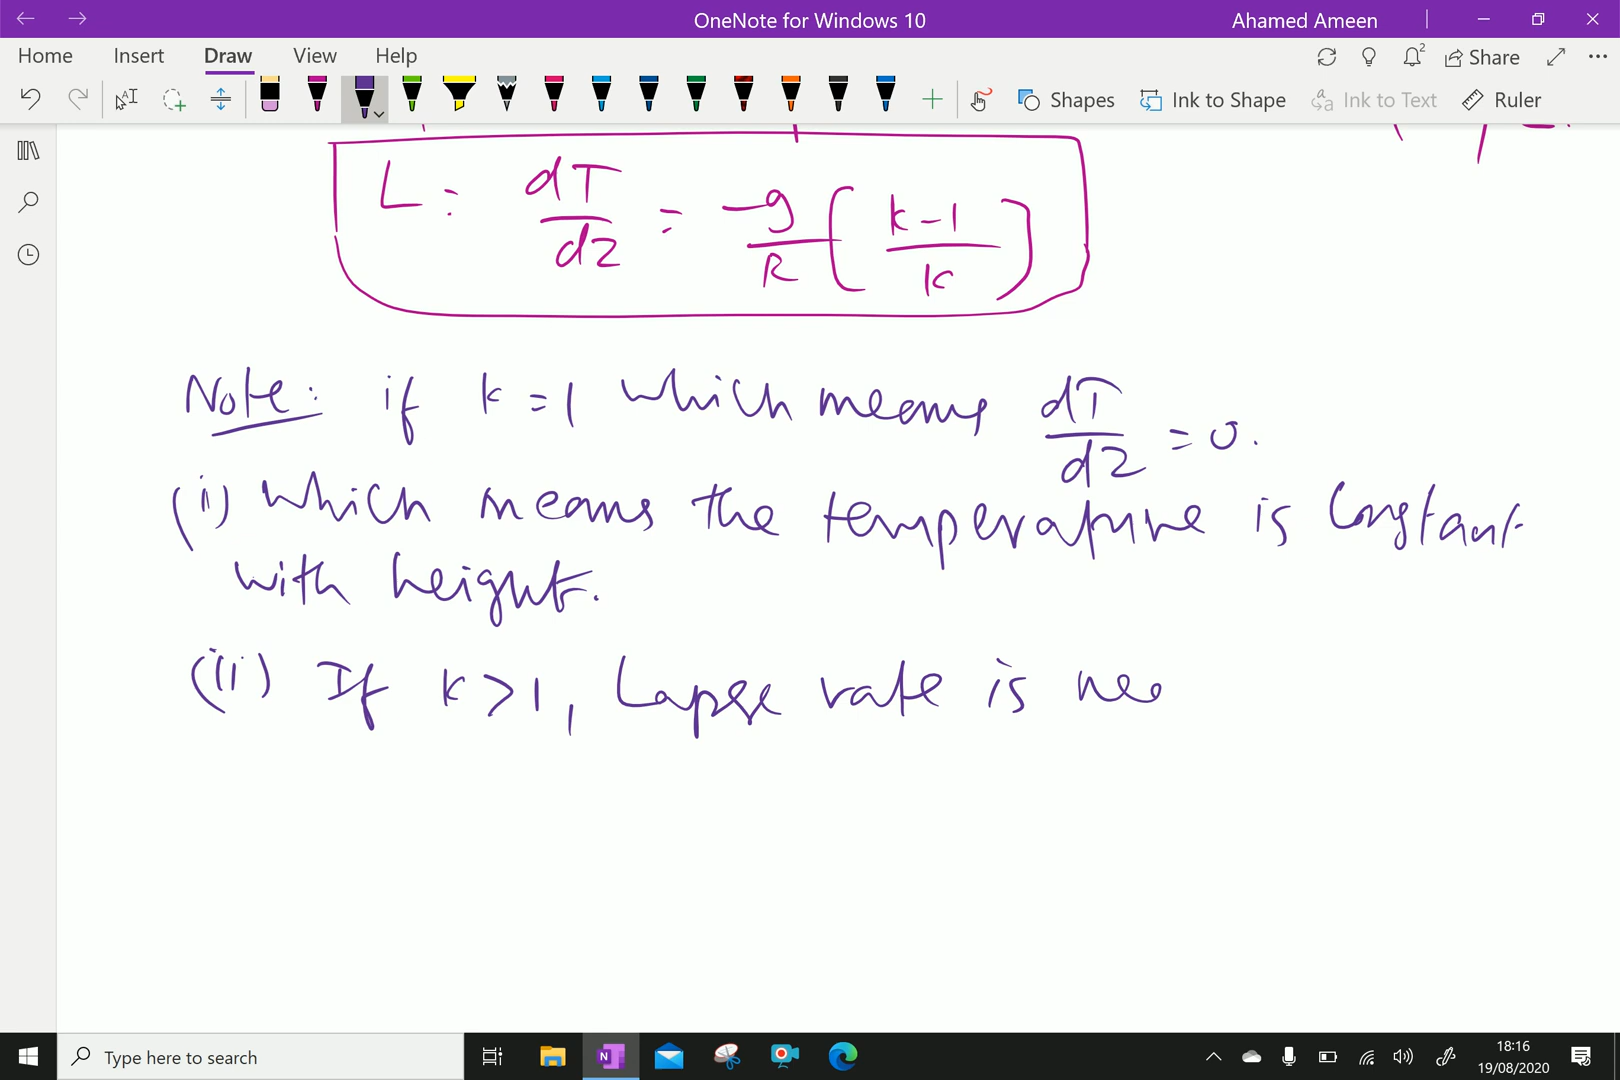 OneNote for Windows 10
Ahamed Ameen
Home Insert Draw View Help
2
Share
Shapes
Ink to Shape
Ink to Text
Ruler
L = dT/dz = -g/R ( k-1/k )
Note: if k = 1 which means dT/dz = 0.
(i) Which means the temperature is constant
with height.
(ii) If k > 1, Lapse rate is neo
Type here to search
18:16
19/08/2020